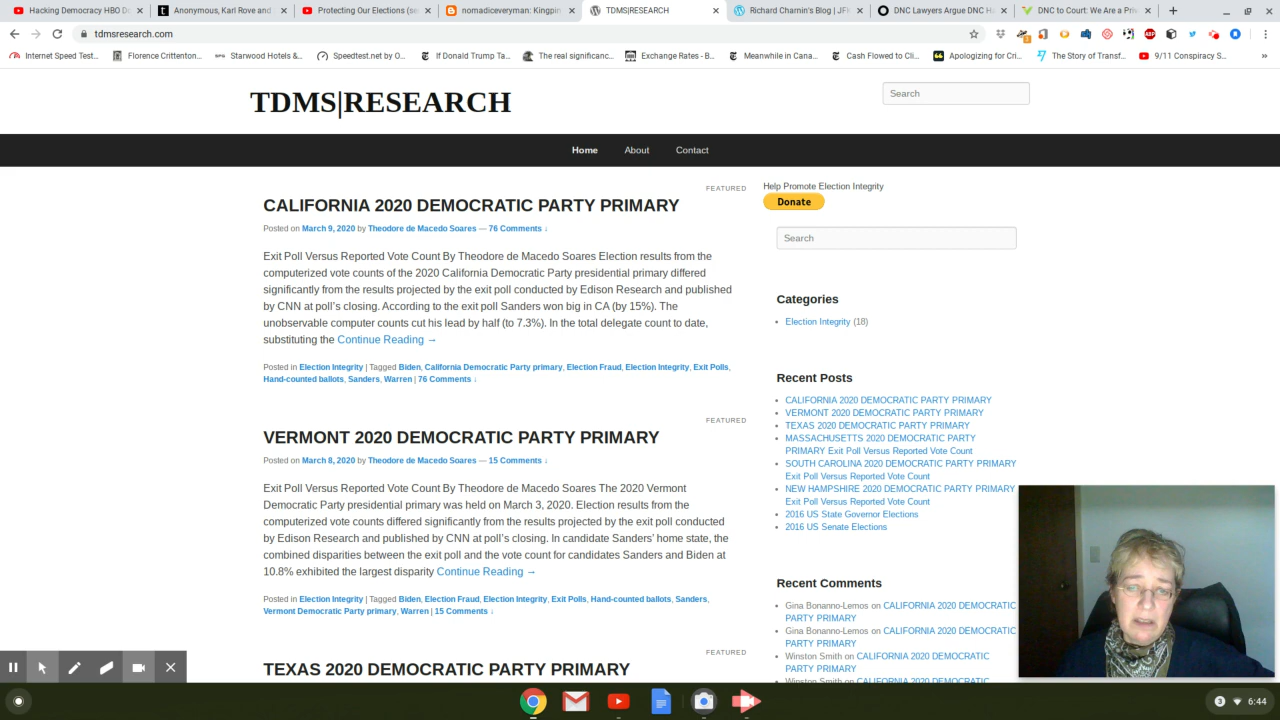 Hacking Democracy HBO D
Anonymous, Karl Rove and
Protecting Our Elections (se
nomadiceveryman: Kingpin
TDMS|RESEARCH
Richard Charnin's Blog | JFK
DNC Lawyers Argue DNC H
DNC to Court: We Are a Pri
tdmsresearch.com
Internet Speed Test...
Florence Crittenton...
Starwood Hotels &...
Speedtest.net by O...
If Donald Trump Ta...
The real significanc...
Exchange Rates - B...
Meanwhile in Cana...
Cash Flowed to Cli...
Apologizing for Cri...
The Story of Transf...
9/11 Conspiracy S...
TDMS|RESEARCH
Search
Home About Contact
FEATURED
CALIFORNIA 2020 DEMOCRATIC PARTY PRIMARY
Posted on March 9, 2020 by Theodore de Macedo Soares — 76 Comments ↓
Exit Poll Versus Reported Vote Count By Theodore de Macedo Soares Election results from the
computerized vote counts of the 2020 California Democratic Party presidential primary differed
significantly from the results projected by the exit poll conducted by Edison Research and published
by CNN at poll's closing. According to the exit poll Sanders won big in CA (by 15%). The
unobservable computer counts cut his lead by half (to 7.3%). In the total delegate count to date,
substituting the Continue Reading →
Posted in Election Integrity | Tagged Biden, California Democratic Party primary, Election Fraud, Election Integrity, Exit Polls,
Hand-counted ballots, Sanders, Warren | 76 Comments ↓
FEATURED
VERMONT 2020 DEMOCRATIC PARTY PRIMARY
Posted on March 8, 2020 by Theodore de Macedo Soares — 15 Comments ↓
Exit Poll Versus Reported Vote Count By Theodore de Macedo Soares The 2020 Vermont
Democratic Party presidential primary was held on March 3, 2020. Election results from the
computerized vote counts differed significantly from the results projected by the exit poll conducted
by Edison Research and published by CNN at poll's closing. In candidate Sanders' home state, the
combined disparities between the exit poll and the vote count for candidates Sanders and Biden at
10.8% exhibited the largest disparity Continue Reading →
Posted in Election Integrity | Tagged Biden, Election Fraud, Election Integrity, Exit Polls, Hand-counted ballots, Sanders,
Vermont Democratic Party primary, Warren | 15 Comments ↓
FEATURED
TEXAS 2020 DEMOCRATIC PARTY PRIMARY
Help Promote Election Integrity
Donate
Search
Categories
Election Integrity (18)
Recent Posts
CALIFORNIA 2020 DEMOCRATIC PARTY PRIMARY
VERMONT 2020 DEMOCRATIC PARTY PRIMARY
TEXAS 2020 DEMOCRATIC PARTY PRIMARY
MASSACHUSETTS 2020 DEMOCRATIC PARTY
PRIMARY Exit Poll Versus Reported Vote Count
SOUTH CAROLINA 2020 DEMOCRATIC PARTY PRIMARY
Exit Poll Versus Reported Vote Count
NEW HAMPSHIRE 2020 DEMOCRATIC PARTY PRIMARY
Exit Poll Versus Reported Vote Count
2016 US State Governor Elections
2016 US Senate Elections
Recent Comments
Gina Bonanno-Lemos on CALIFORNIA 2020 DEMOCRATIC
PARTY PRIMARY
Gina Bonanno-Lemos on CALIFORNIA 2020 DEMOCRATIC
PARTY PRIMARY
Winston Smith on CALIFORNIA 2020 DEMOCRATIC
PARTY PRIMARY
Winston Smith on CALIFORNIA 2020 DEMOCRATIC
3 6:44